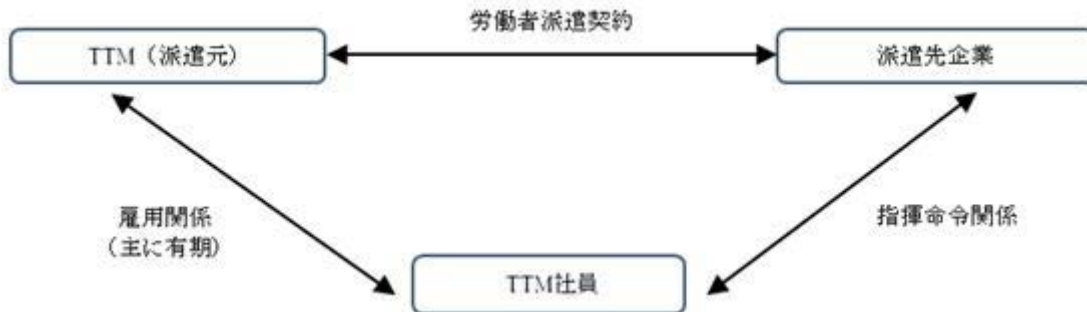 労働者派遣契約
TTM（派遣元）
派遣先企業
雇用関係
（主に有期）
指揮命令関係
TTM社員